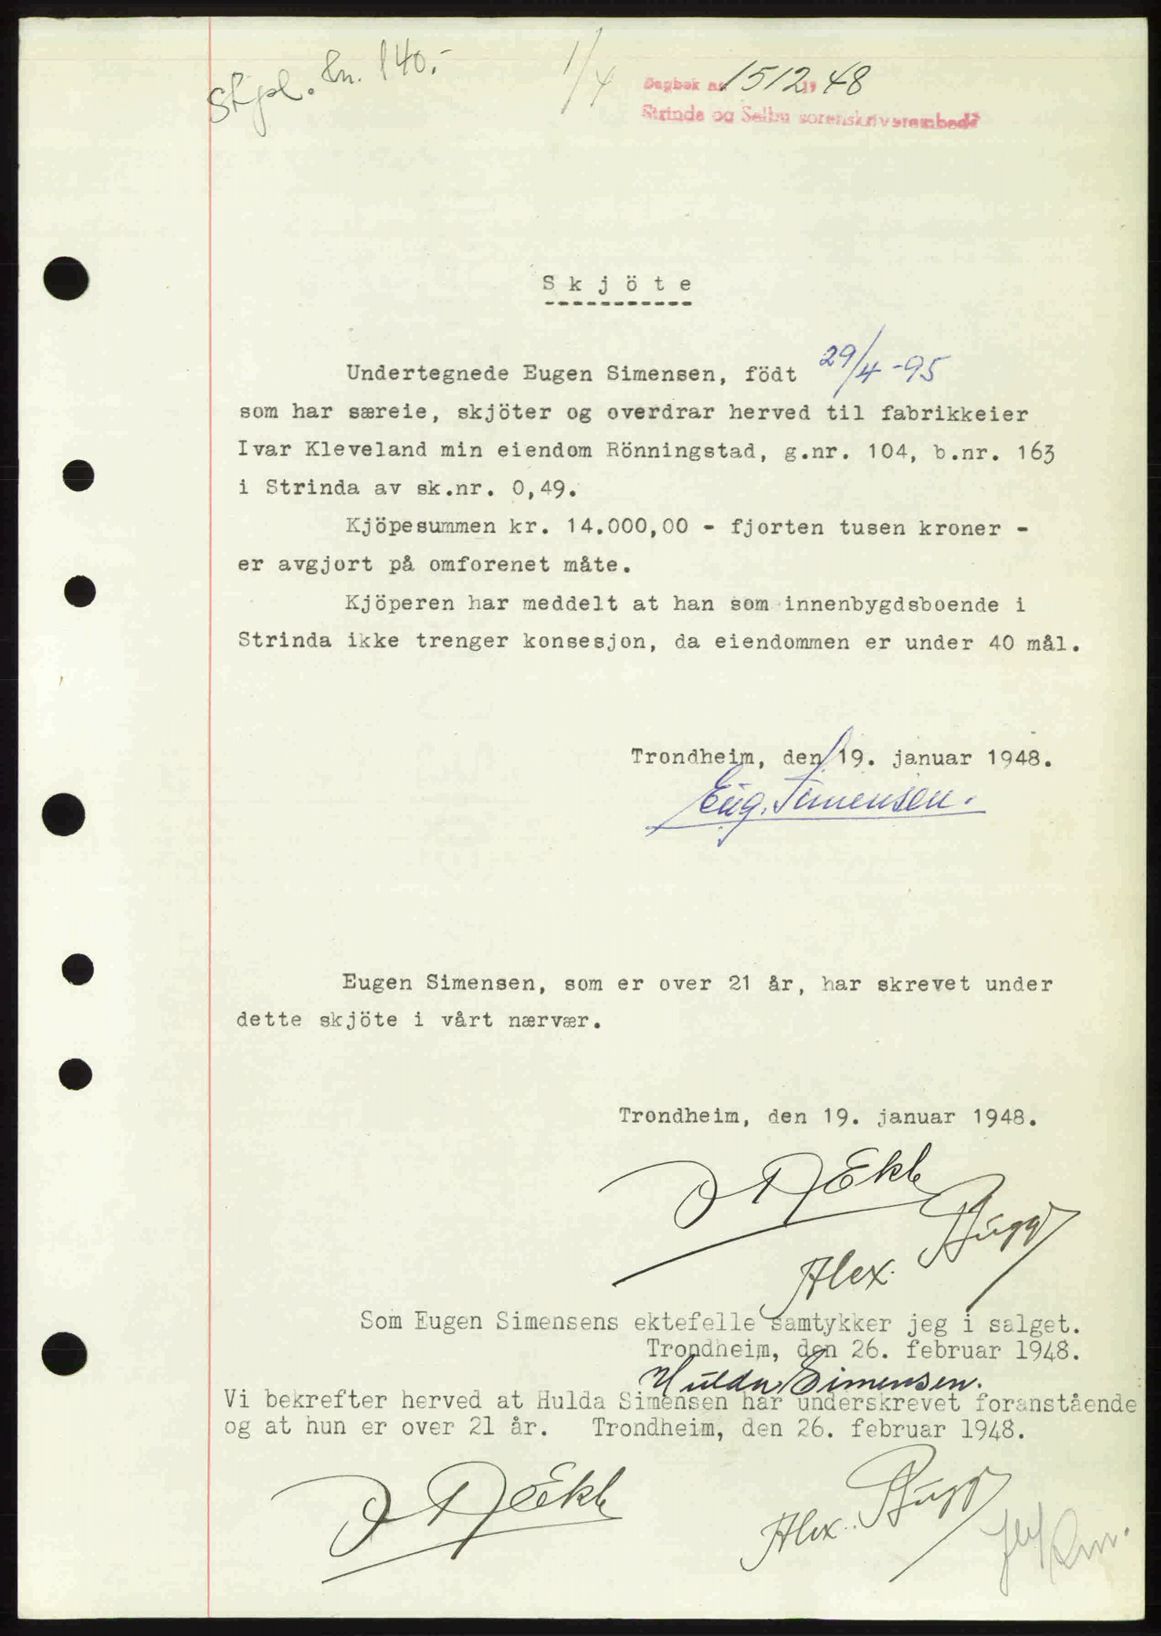 Stpl. kr. 140.-
1/4
Dagbok nr 1512 19 48
Strinda og Selbu sorenskriverembede
Skjöte
Undertegnede Eugen Simensen, födt 29/4 -95
som har særeie, skjöter og overdrar herved til fabrikkeier
Ivar Kleveland min eiendom Rönningstad, g.nr. 104, b.nr. 163
i Strinda av sk.nr. 0,49.
Kjöpesummen kr. 14.000,00 - fjorten tusen kroner -
er avgjort på omforenet måte.
Kjöperen har meddelt at han som innenbygdsboende i
Strinda ikke trenger konsesjon, da eiendommen er under 40 mål.
Trondheim, den 19. januar 1948.
Eug. Simensen.
Eugen Simensen, som er over 21 år, har skrevet under
dette skjöte i vårt nærvær.
Trondheim, den 19. januar 1948.
Alex. Bugge
Som Eugen Simensens ektefelle samtykker jeg i salget.
Trondheim, den 26. februar 1948.
Hulda Simensen.
Vi bekrefter herved at Hulda Simensen har underskrevet foranstående
og at hun er over 21 år. Trondheim, den 26. februar 1948.
Alex. Bugge